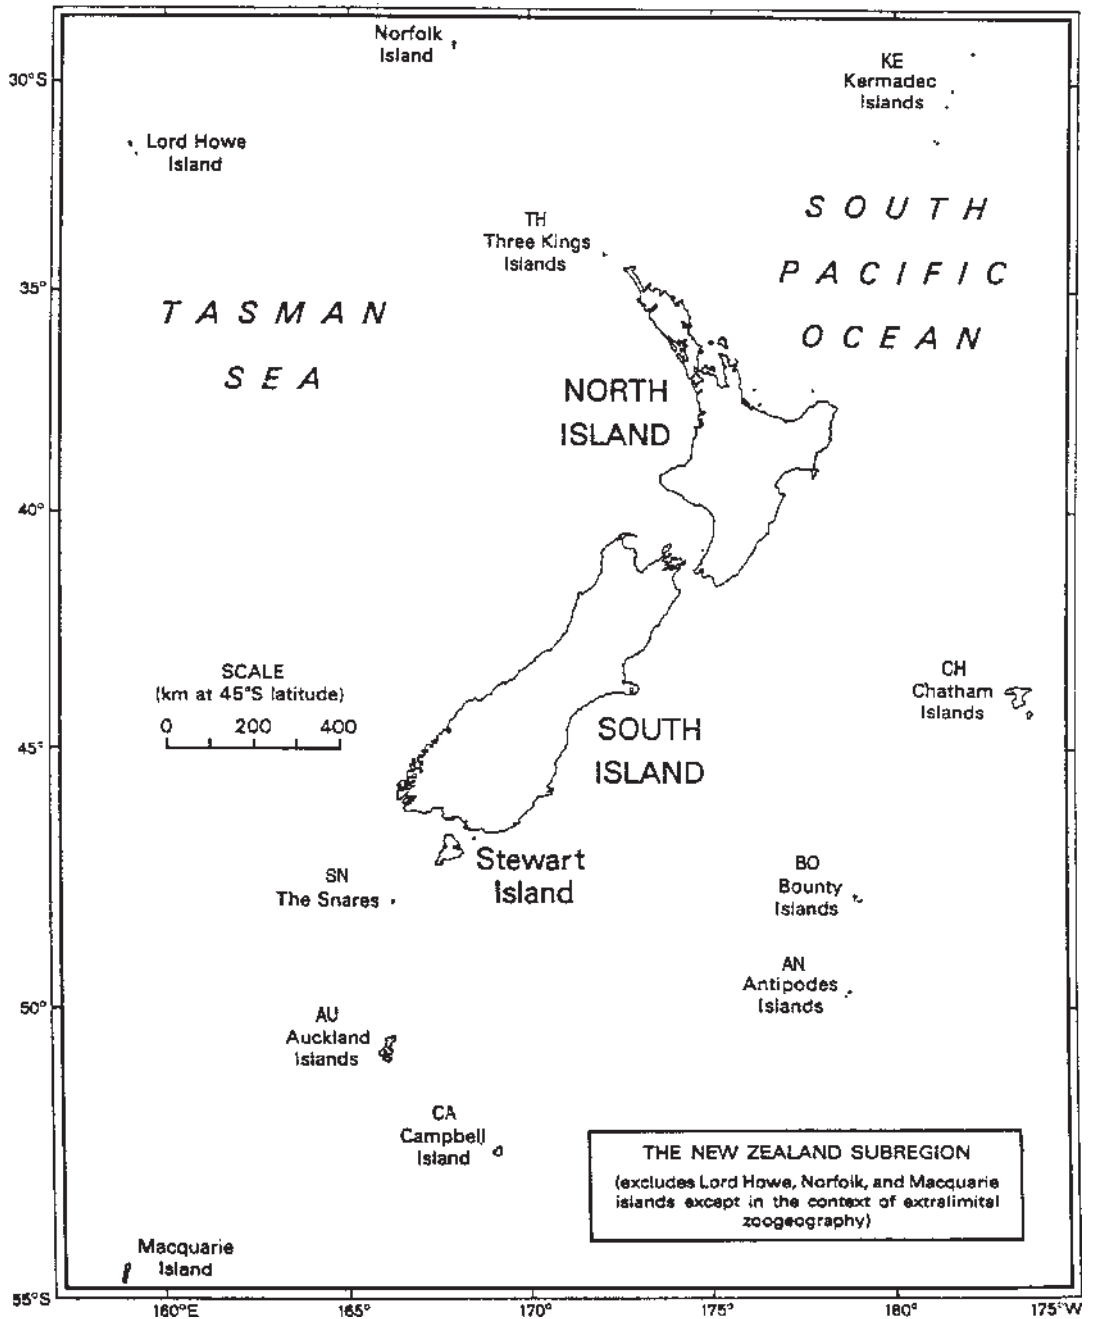 Norfolk
Island
KE
Kermadec
Islands
30°S
Lord Howe
Island
SOUTH
PACIFIC
OCEAN
TH
Three Kings
Islands
35°
TASMAN
SEA
NORTH
ISLAND
40°
SCALE
(km at 45°S latitude)
0 200 400
CH
Chatham
Islands
45°
SOUTH
ISLAND
Stewart
Island
SN
The Snares
BO
Bounty
Islands
AN
Antipodes
Islands
50°
AU
Auckland
Islands
CA
Campbell
Island
THE NEW ZEALAND SUBREGION
(excludes Lord Howe, Norfolk, and Macquarie
islands except in the context of extralimital
zoogeography)
Macquarie
Island
55°S
160°E 165° 170° 175° 180° 175°W